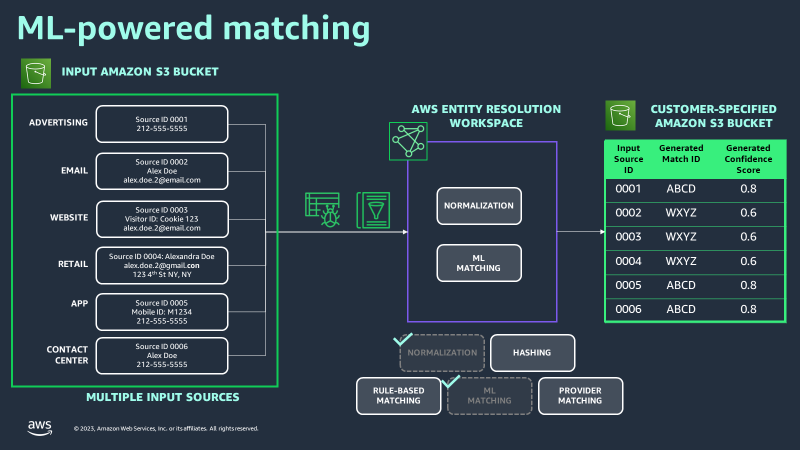 ML-powered matching
INPUT AMAZON S3 BUCKET
ADVERTISING
Source ID 0001
212-555-5555
EMAIL
Source ID 0002
Alex Doe
alex.doe.2@email.com
WEBSITE
Source ID 0003
Visitor ID: Cookie 123
alex.doe.2@email.com
RETAIL
Source ID 0004: Alexandra Doe
alex.doe.2@gmail.con
123 4th St NY, NY
APP
Source ID 0005
Mobile ID: M1234
212-555-5555
CONTACT
CENTER
Source ID 0006
Alex Doe
212-555-5555
MULTIPLE INPUT SOURCES
AWS ENTITY RESOLUTION
WORKSPACE
NORMALIZATION
ML
MATCHING
NORMALIZATION
HASHING
RULE-BASED
MATCHING
ML
MATCHING
PROVIDER
MATCHING
CUSTOMER-SPECIFIED
AMAZON S3 BUCKET
Input Source ID Generated Match ID Generated Confidence Score
0001 ABCD 0.8
0002 WXYZ 0.6
0003 WXYZ 0.6
0004 WXYZ 0.6
0005 ABCD 0.8
0006 ABCD 0.8
aws
© 2023, Amazon Web Services, Inc. or its affiliates. All rights reserved.